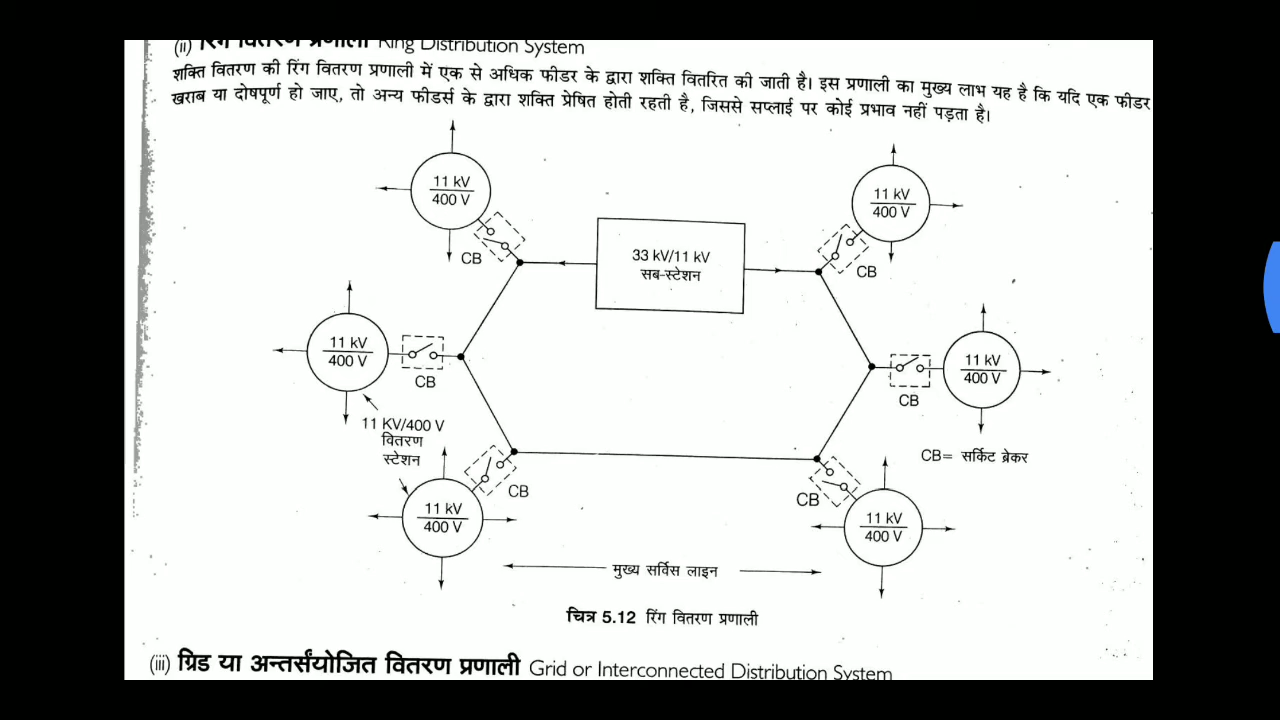 (ii) रिंग वितरण प्रणाली Ring Distribution System
शक्ति वितरण की रिंग वितरण प्रणाली में एक से अधिक फीडर के द्वारा शक्ति वितरित की जाती है। इस प्रणाली का मुख्य लाभ यह है कि यदि एक फीडर
खराब या दोषपूर्ण हो जाए, तो अन्य फीडर्स के द्वारा शक्ति प्रेषित होती रहती है, जिससे सप्लाई पर कोई प्रभाव नहीं पड़ता है।
11 kV
400 V
CB
33 kV/11 kV
सब-स्टेशन
11 kV
400 V
CB
11 kV
400 V
CB
11 kV
400 V
CB
11 KV/400 V
वितरण
स्टेशन
CB= सर्किट ब्रेकर
11 kV
400 V
CB
CB
11 kV
400 V
मुख्य सर्विस लाइन
चित्र 5.12 रिंग वितरण प्रणाली
(iii) ग्रिड या अन्तर्संयोजित वितरण प्रणाली Grid or Interconnected Distribution System